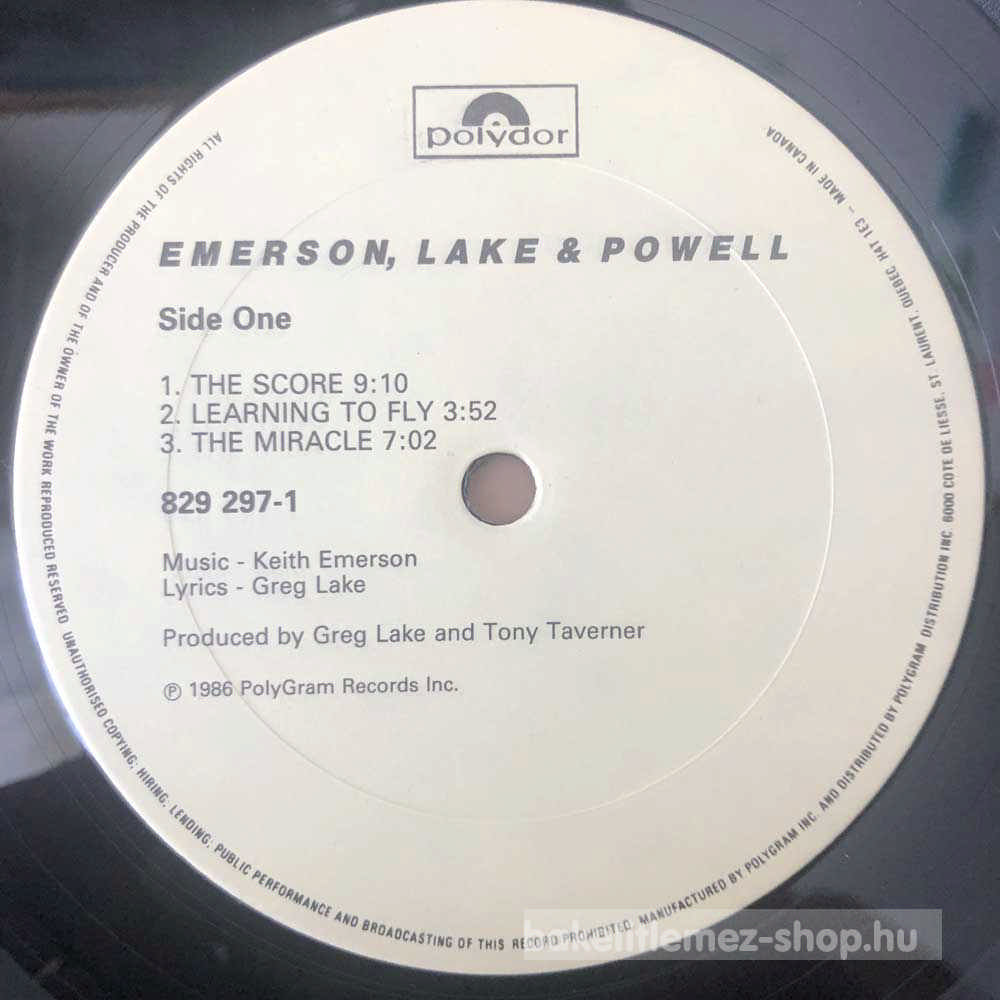 polydor
EMERSON, LAKE & POWELL
Side One
1. THE SCORE 9:10
2. LEARNING TO FLY 3:52
3. THE MIRACLE 7:02
829 297-1
Music - Keith Emerson
Lyrics - Greg Lake
Produced by Greg Lake and Tony Taverner
℗ 1986 PolyGram Records Inc.
ALL RIGHTS OF THE PRODUCER AND OF THE OWNER OF THE WORK REPRODUCED RESERVED UNAUTHORISED COPYING; HIRING; LENDING; PUBLIC PERFORMANCE AND BROADCASTING OF THIS RECORD PROHIBITED. MANUFACTURED BY POLYGRAM INC. AND DISTRIBUTED BY POLYGRAM DISTRIBUTION INC. 6000 COTE DE LIESSE, ST. LAURENT, QUEBEC H4T 1E3 – MADE IN CANADA
bakelitlemez-shop.hu